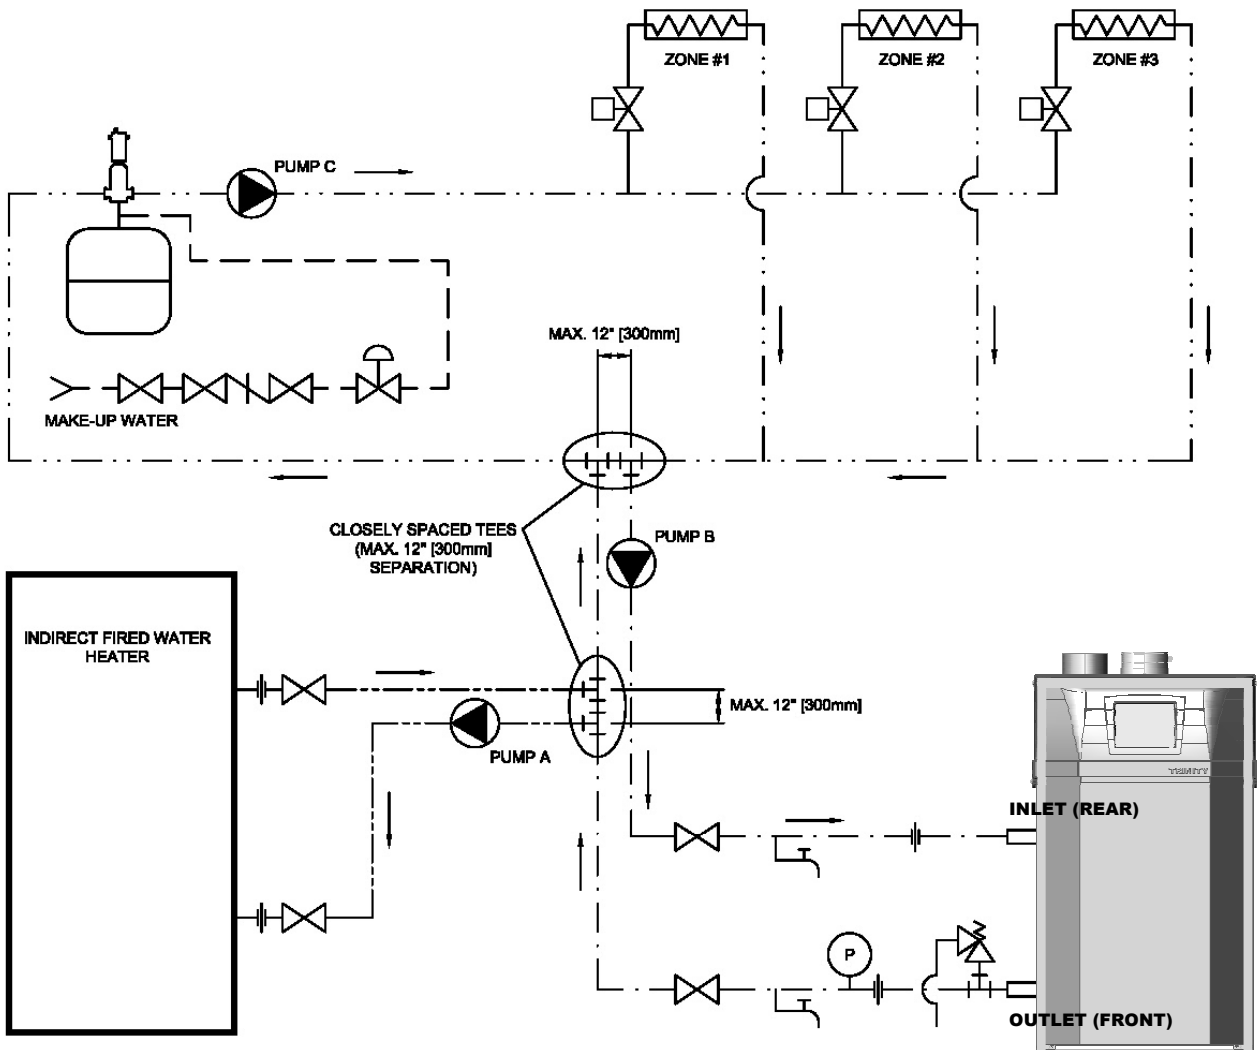 ZONE #1
ZONE #2
ZONE #3
PUMP C
MAX. 12" [300mm]
MAKE-UP WATER
CLOSELY SPACED TEES
(MAX. 12" [300mm]
SEPARATION)
PUMP B
INDIRECT FIRED WATER
HEATER
MAX. 12" [300mm]
PUMP A
TRINITY
INLET (REAR)
P
OUTLET (FRONT)